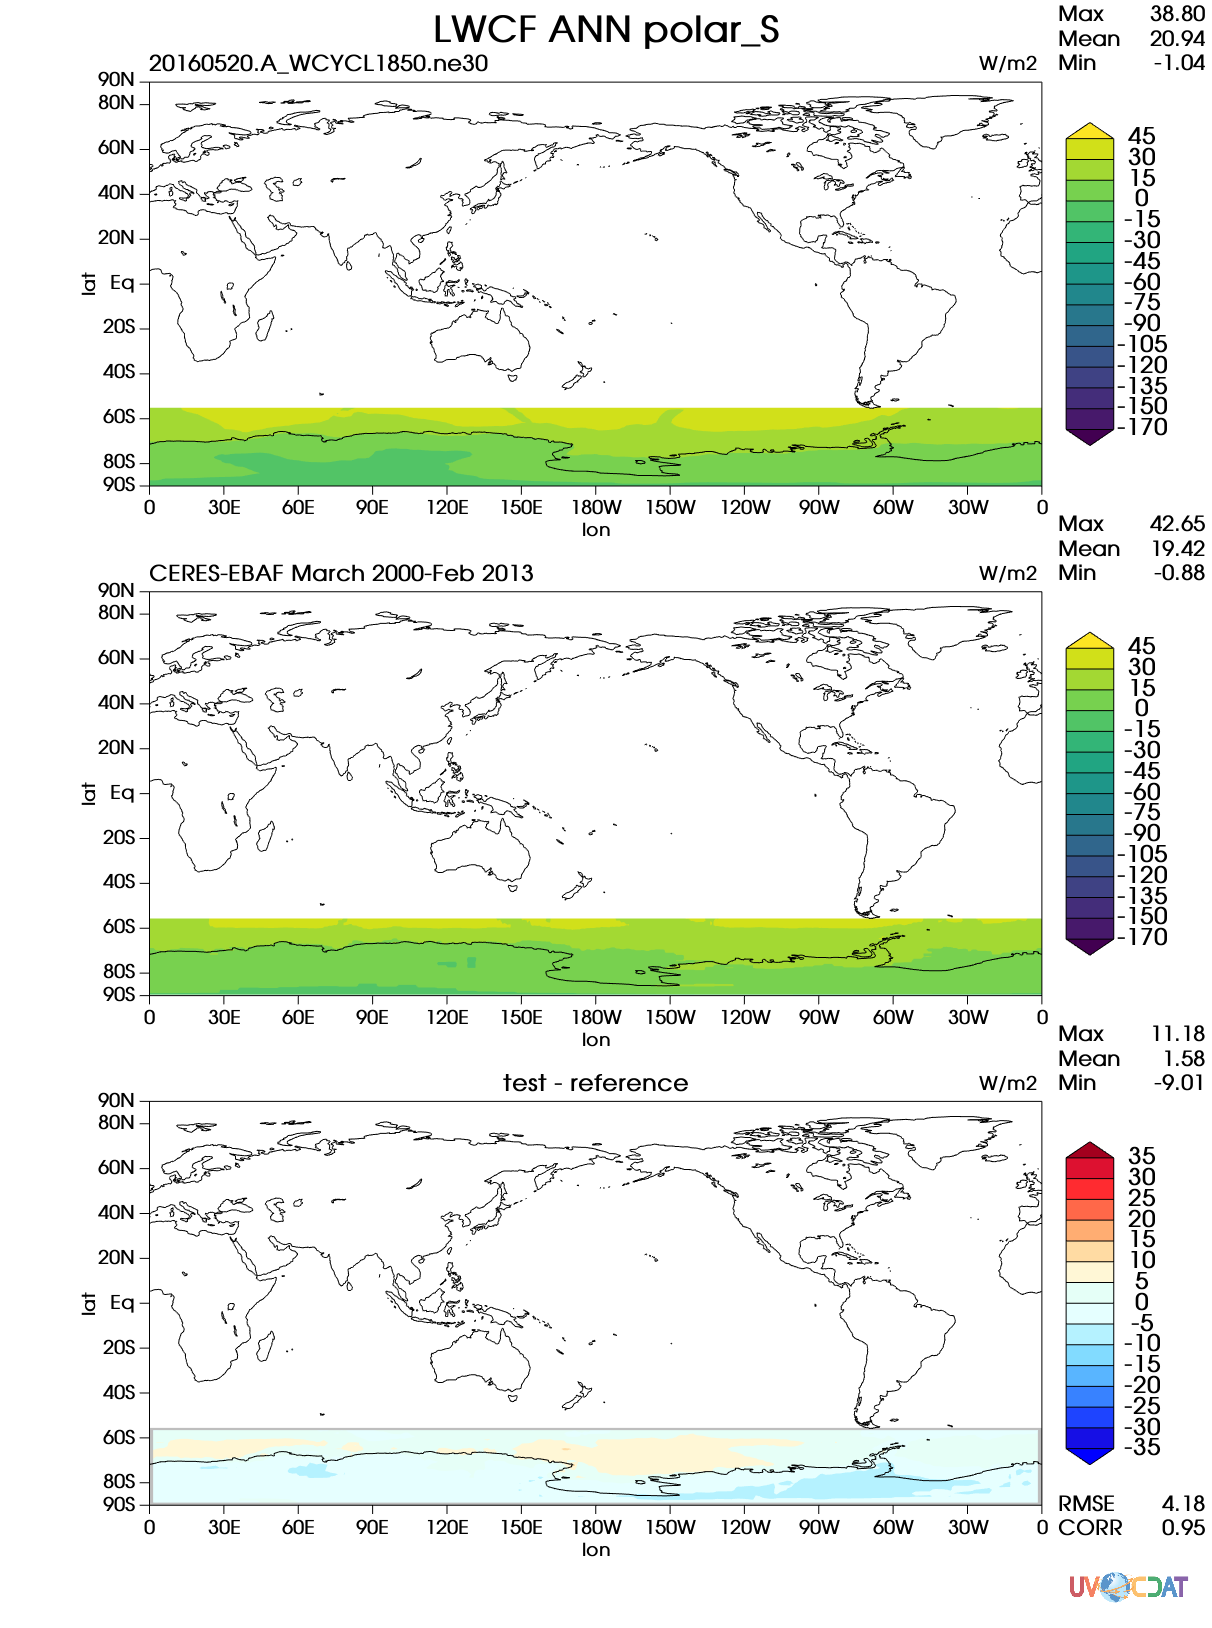 LWCF ANN polar_S
Max 38.80
Mean 20.94
Min -1.04
20160520.A_WCYCL1850.ne30
W/m2
90N
80N
60N
40N
20N
Eq
20S
40S
60S
80S
90S
lat
0 30E 60E 90E 120E 150E 180W 150W 120W 90W 60W 30W 0
lon
45
30
15
0
-15
-30
-45
-60
-75
-90
-105
-120
-135
-150
-170
Max 42.65
Mean 19.42
Min -0.88
CERES-EBAF March 2000-Feb 2013
W/m2
90N
80N
60N
40N
20N
Eq
20S
40S
60S
80S
90S
lat
0 30E 60E 90E 120E 150E 180W 150W 120W 90W 60W 30W 0
lon
45
30
15
0
-15
-30
-45
-60
-75
-90
-105
-120
-135
-150
-170
Max 11.18
Mean 1.58
Min -9.01
test - reference
W/m2
90N
80N
60N
40N
20N
Eq
20S
40S
60S
80S
90S
lat
0 30E 60E 90E 120E 150E 180W 150W 120W 90W 60W 30W 0
lon
35
30
25
20
15
10
5
0
-5
-10
-15
-20
-25
-30
-35
RMSE 4.18
CORR 0.95
UV CDAT